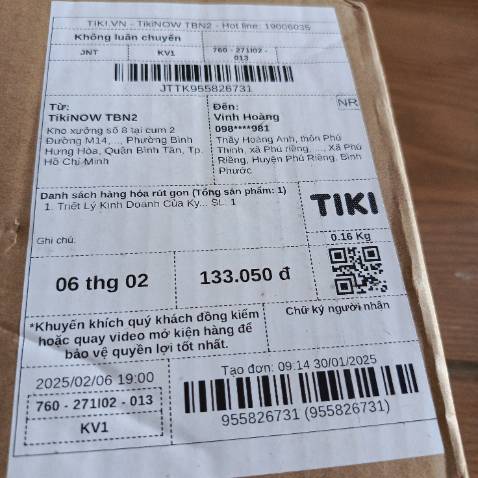 TIKI.VN - TikiNOW TBN2 - Hot line: 19006035
Không luân chuyển
JNT
KV1
760 - 271I02 -
013
JTTK955826731
Từ:
TikiNOW TBN2
Kho xưởng số 8 tại cụm 2
Đường M14, ..., Phường Bình
Hưng Hòa, Quận Bình Tân, Tp.
Hồ Chí Minh
Đến:
Vinh Hoàng
098****981
NR
Thầy Hoàng Anh, thôn Phú
Thịnh, xã Phú riềng, ..., Xã Phú
Riềng, Huyện Phú Riềng, Bình
Phước
Danh sách hàng hóa rút gọn (Tổng sản phẩm: 1)
1. Triết Lý Kinh Doanh Của Ky... SL: 1
TIKI
Ghi chú:
0.16 Kg
06 thg 02
133.050 đ
*Khuyến khích quý khách đồng kiểm
hoặc quay video mở kiện hàng để
bảo vệ quyền lợi tốt nhất.
Chữ ký người nhận
2025/02/06 19:00
760 - 271I02 - 013
KV1
Tạo đơn: 09:14 30/01/2025
955826731 (955826731)